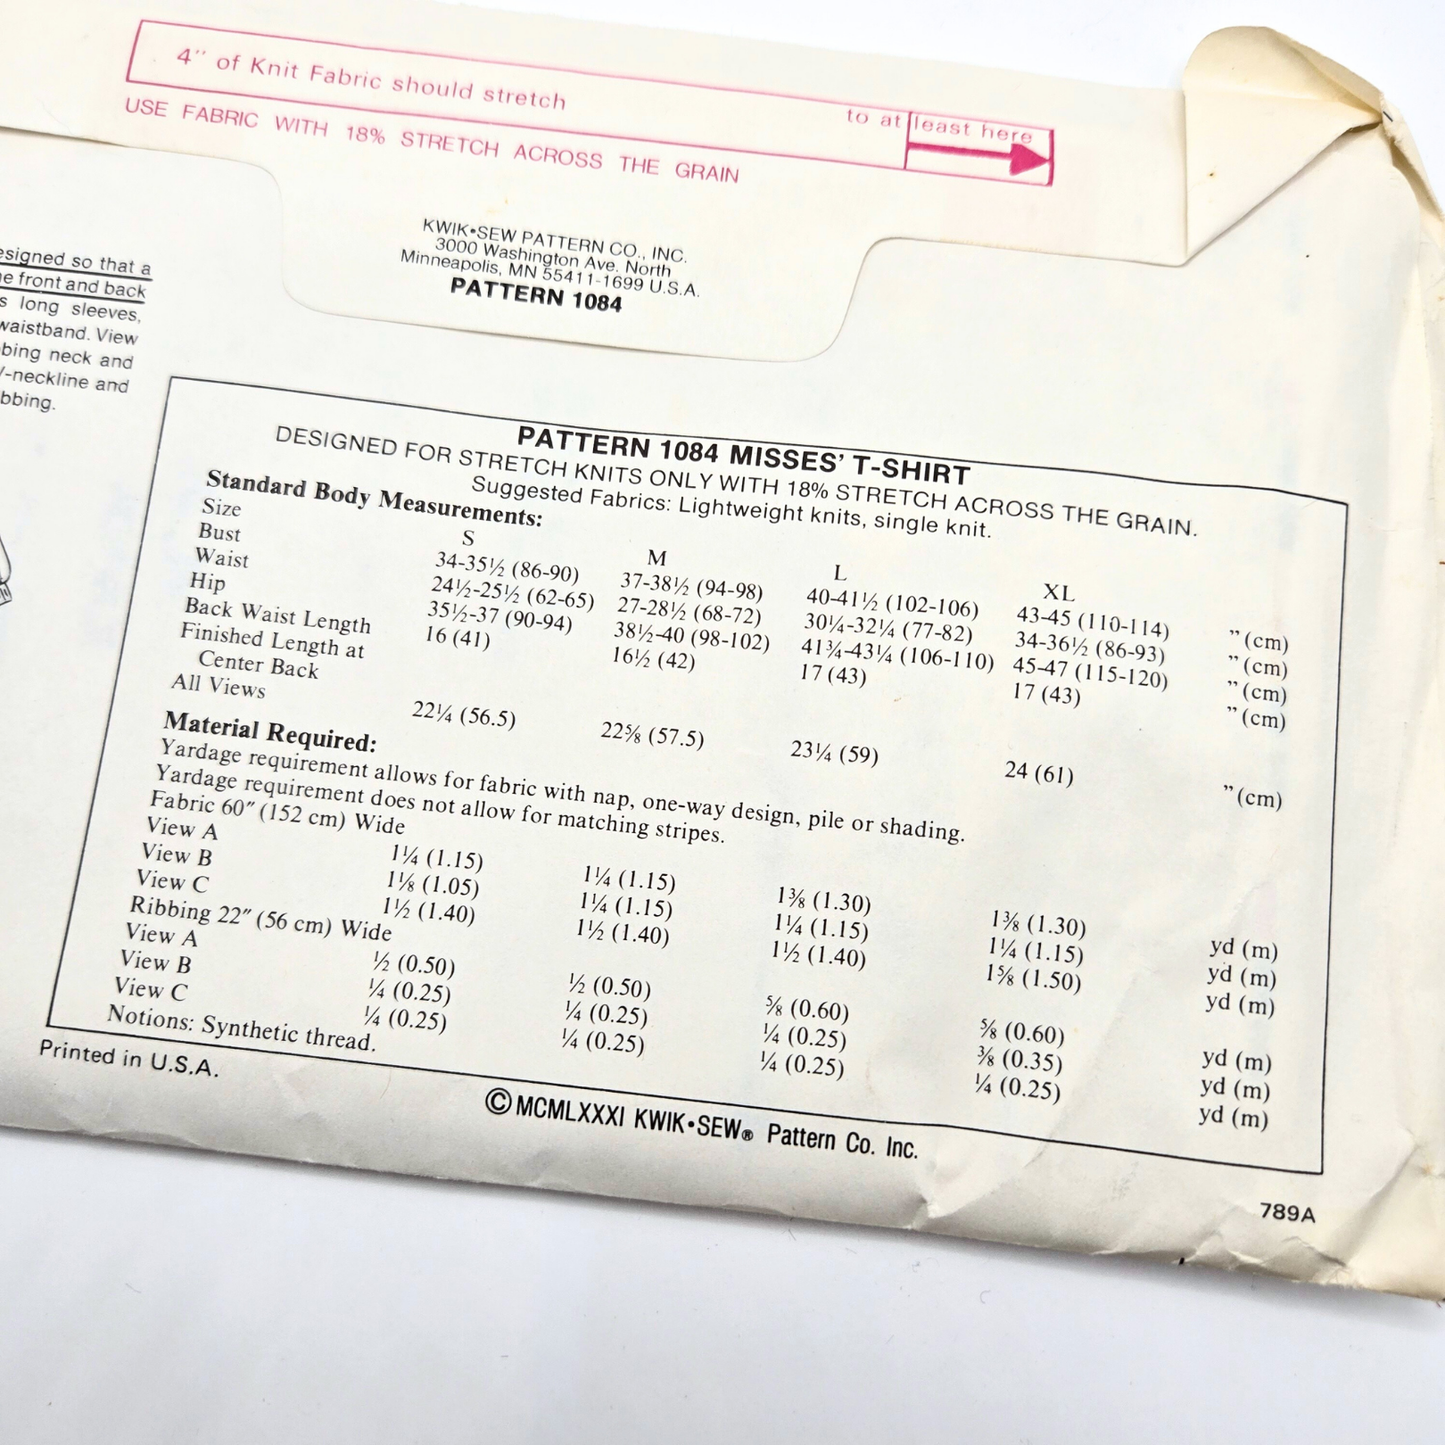 4" of Knit Fabric should stretch to at least here
USE FABRIC WITH 18% STRETCH ACROSS THE GRAIN
KWIK•SEW PATTERN CO., INC.
3000 Washington Ave. North
Minneapolis, MN 55411-1699 U.S.A.
PATTERN 1084
so that a
front and back
long sleeves,
waistband. View
neck and
neckline and
PATTERN 1084 MISSES' T-SHIRT
DESIGNED FOR STRETCH KNITS ONLY WITH 18% STRETCH ACROSS THE GRAIN.
Suggested Fabrics: Lightweight knits, single knit.
Standard Body Measurements:
Size S M L XL
Bust 34-35½ (86-90) 37-38½ (94-98) 40-41½ (102-106) 43-45 (110-114) " (cm)
Waist 24½-25½ (62-65) 27-28½ (68-72) 30¼-32¼ (77-82) 34-36½ (86-93) " (cm)
Hip 35½-37 (90-94) 38½-40 (98-102) 41¾-43¼ (106-110) 45-47 (115-120) " (cm)
Back Waist Length 16 (41) 16½ (42) 17 (43) 17 (43) " (cm)
Finished Length at
Center Back
All Views 22¼ (56.5) 22⅝ (57.5) 23¼ (59) 24 (61) " (cm)
Material Required:
Yardage requirement allows for fabric with nap, one-way design, pile or shading.
Yardage requirement does not allow for matching stripes.
Fabric 60" (152 cm) Wide
View A 1¼ (1.15) 1¼ (1.15) 1⅜ (1.30) 1⅜ (1.30) yd (m)
View B 1⅛ (1.05) 1¼ (1.15) 1¼ (1.15) 1¼ (1.15) yd (m)
View C 1½ (1.40) 1½ (1.40) 1½ (1.40) 1⅝ (1.50) yd (m)
Ribbing 22" (56 cm) Wide
View A ½ (0.50) ½ (0.50) ⅝ (0.60) ⅝ (0.60) yd (m)
View B ¼ (0.25) ¼ (0.25) ¼ (0.25) ⅜ (0.35) yd (m)
View C ¼ (0.25) ¼ (0.25) ¼ (0.25) ¼ (0.25) yd (m)
Notions: Synthetic thread.
Printed in U.S.A.
© MCMLXXXI KWIK•SEW® Pattern Co. Inc.
789A